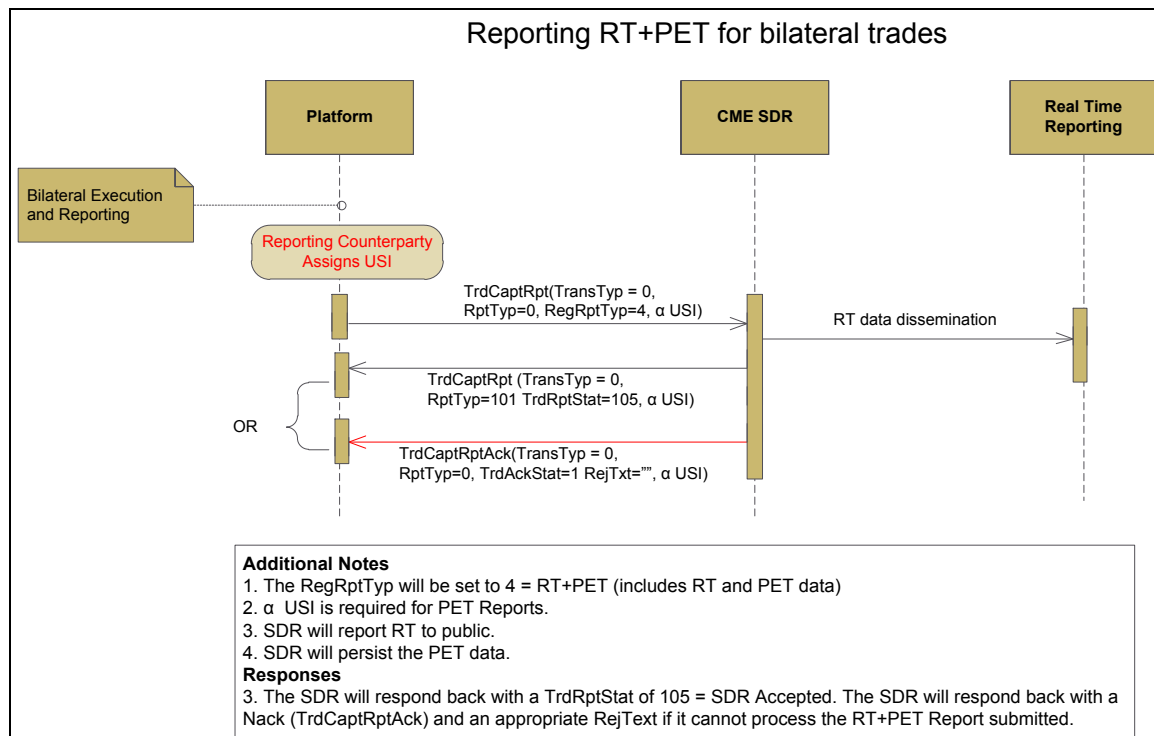 Reporting RT+PET for bilateral trades
Platform
CME SDR
Real Time
Reporting
Bilateral Execution
and Reporting
Reporting Counterparty
Assigns USI
TrdCaptRpt(TransTyp = 0,
RptTyp=0, RegRptTyp=4, α USI)
RT data dissemination
TrdCaptRpt (TransTyp = 0,
RptTyp=101 TrdRptStat=105, α USI)
OR
TrdCaptRptAck(TransTyp = 0,
RptTyp=0, TrdAckStat=1 RejTxt=””, α USI)
Additional Notes
1. The RegRptTyp will be set to 4 = RT+PET (includes RT and PET data)
2. α  USI is required for PET Reports.
3. SDR will report RT to public.
4. SDR will persist the PET data.
Responses
3. The SDR will respond back with a TrdRptStat of 105 = SDR Accepted. The SDR will respond back with a
Nack (TrdCaptRptAck) and an appropriate RejText if it cannot process the RT+PET Report submitted.